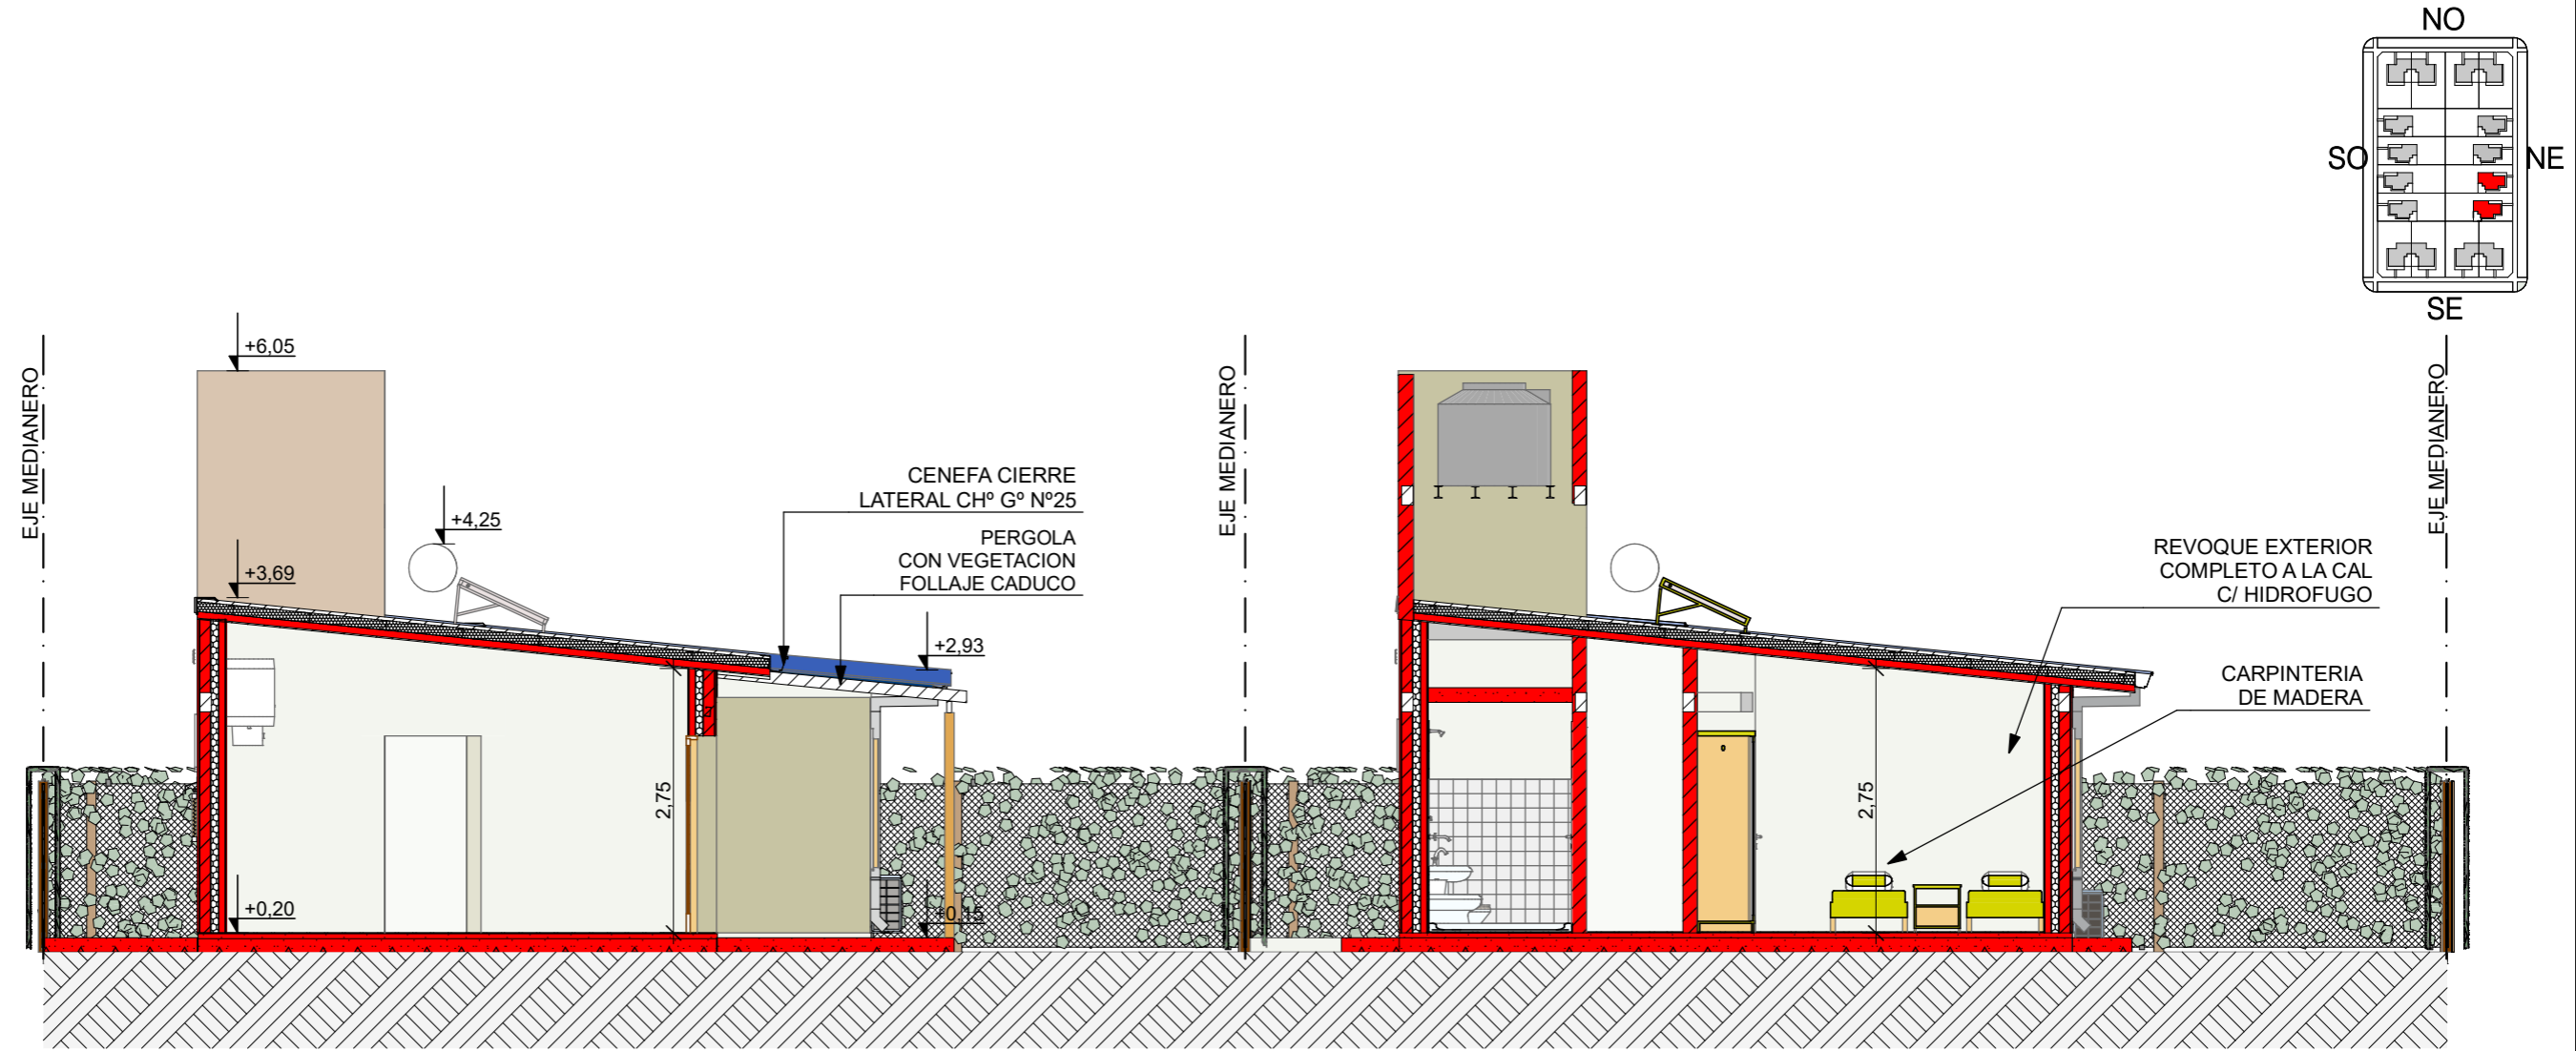 NO
SO
NE
SE
EJE MEDIANERO
+6,05
+4,25
+3,69
CENEFA CIERRE
LATERAL CHº Gº Nº25
PERGOLA
CON VEGETACION
FOLLAJE CADUCO
+2,93
2,75
+0,20
+0,15
EJE MEDIANERO
REVOQUE EXTERIOR
COMPLETO A LA CAL
C/ HIDROFUGO
CARPINTERIA
DE MADERA
2,75
EJE MEDIANERO